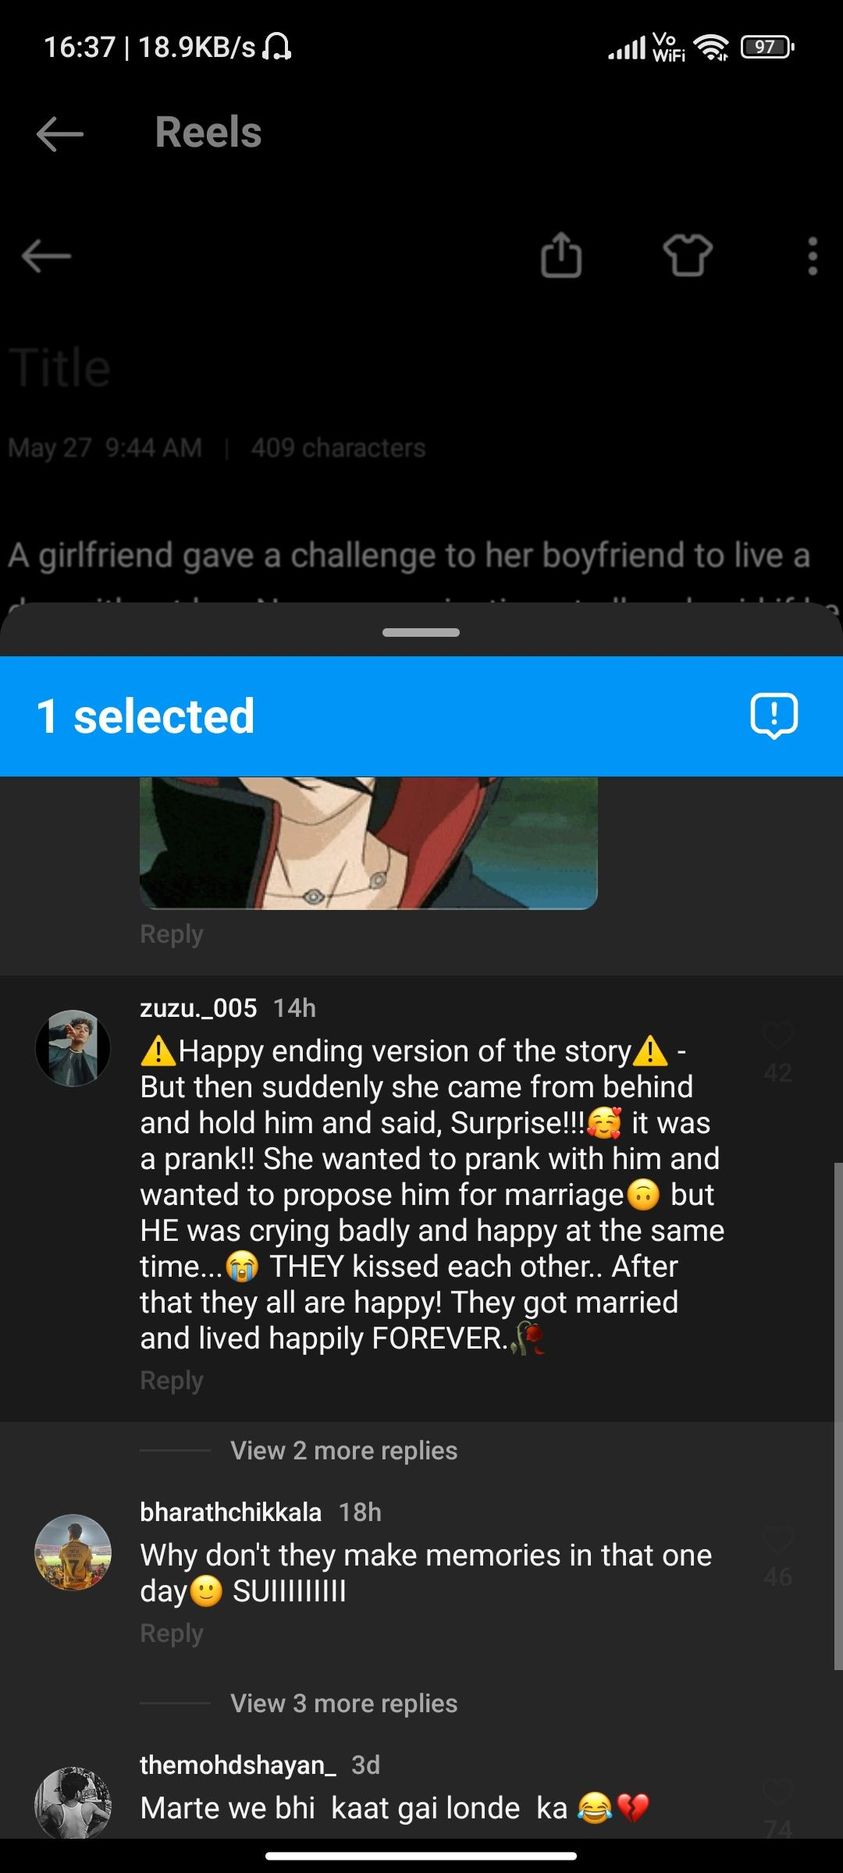 16:37 | 18.9KB/s
Vo
WiFi
97
Reels
Title
May 27 9:44 AM | 409 characters
A girlfriend gave a challenge to her boyfriend to live a
1 selected
Reply
zuzu._005 14h
⚠️Happy ending version of the story⚠️ -
But then suddenly she came from behind
and hold him and said, Surprise!!!🥰 it was
a prank!! She wanted to prank with him and
wanted to propose him for marriage🙃 but
HE was crying badly and happy at the same
time...😭 THEY kissed each other.. After
that they all are happy! They got married
and lived happily FOREVER.🥀
42
Reply
View 2 more replies
bharathchikkala 18h
Why don't they make memories in that one
day🙂 SUIIIIIIIII
46
Reply
View 3 more replies
themohdshayan_ 3d
Marte we bhi kaat gai londe ka 😂💔
74